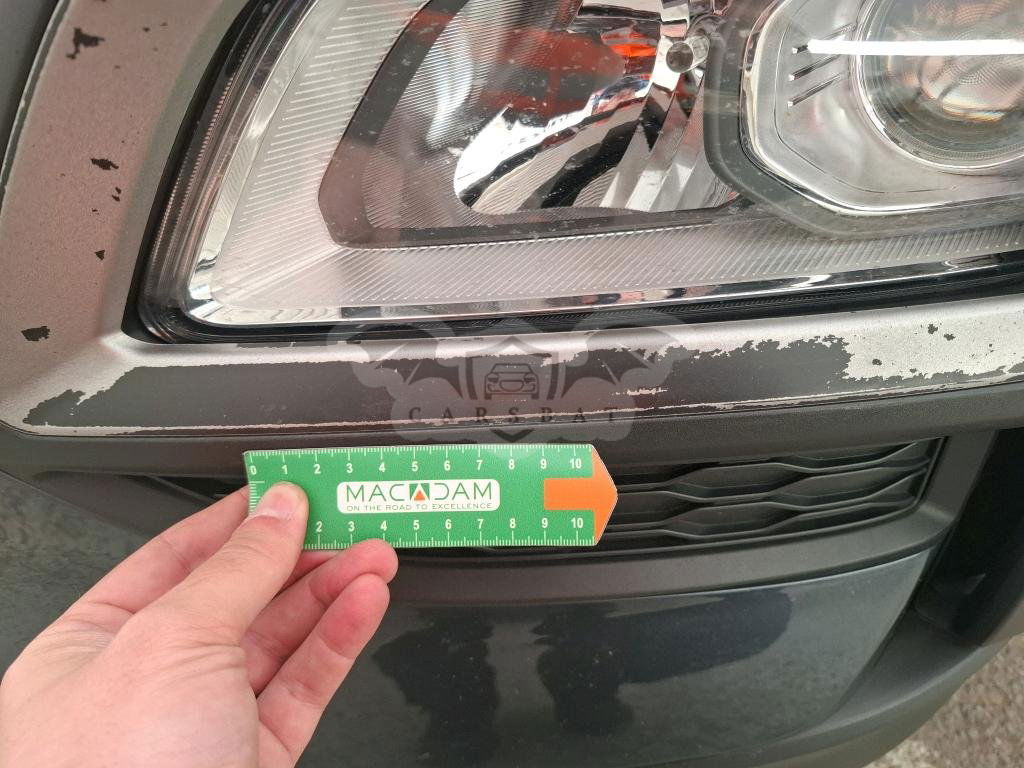 CARSBAT
0 1 2 3 4 5 6 7 8 9 10
MACADAM
ON THE ROAD TO EXCELLENCE
2 3 4 5 6 7 8 9 10